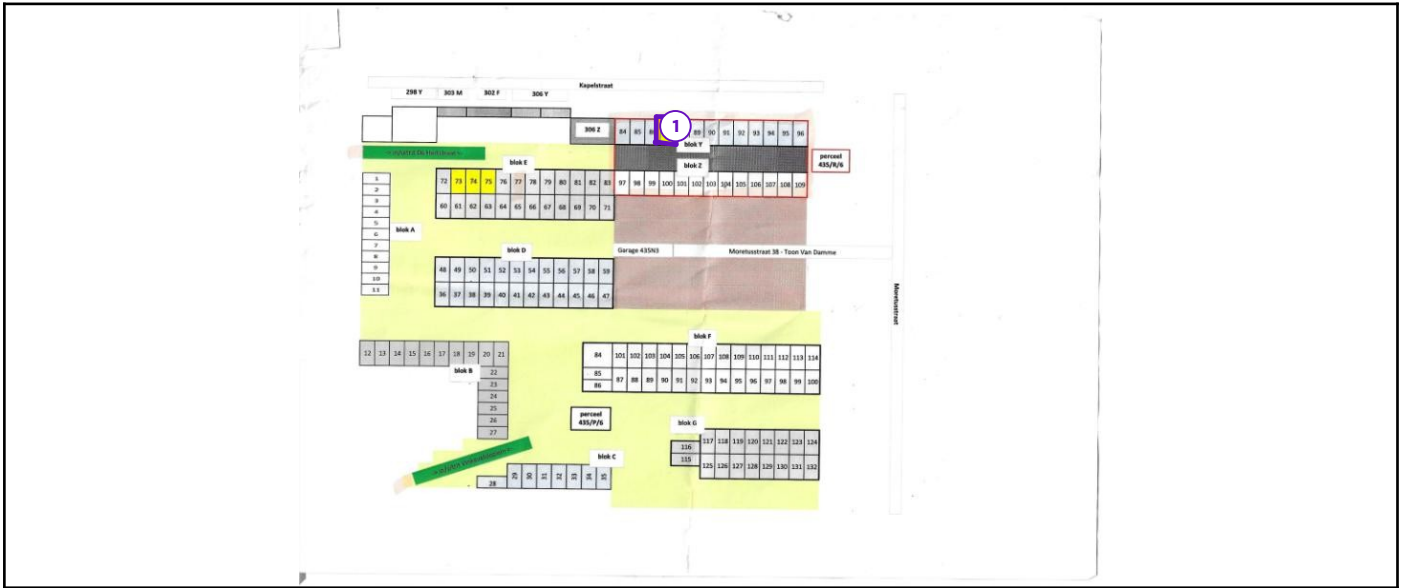 Kapelstraat
298 Y 303 M 302 F 306 Y
306 Z
84 85 1 89 90 91 92 93 94 95 96
blok Y
blok Z
perceel
435/R/6
97 98 99 100 101 102 103 104 105 106 107 108 109
blok E
72 73 74 75 76 77 78 79 80 81 82 83
60 61 62 63 64 65 66 67 68 69 70 71
1
2
3
4
5
6
7
8
9
10
11
blok A
blok D
Garage 435N3 Moretusstraat 38 - Toon Van Damme
48 49 50 51 52 53 54 55 56 57 58 59
36 37 38 39 40 41 42 43 44 45 46 47
Moretusstraat
blok F
12 13 14 15 16 17 18 19 20 21
blok B
22
23
24
25
26
27
84 101 102 103 104 105 106 107 108 109 110 111 112 113 114
85
86
87 88 89 90 91 92 93 94 95 96 97 98 99 100
perceel
435/P/6
blok G
116
115
117 118 119 120 121 122 123 124
125 126 127 128 129 130 131 132
blok C
28
29 30 31 32 33 34 35